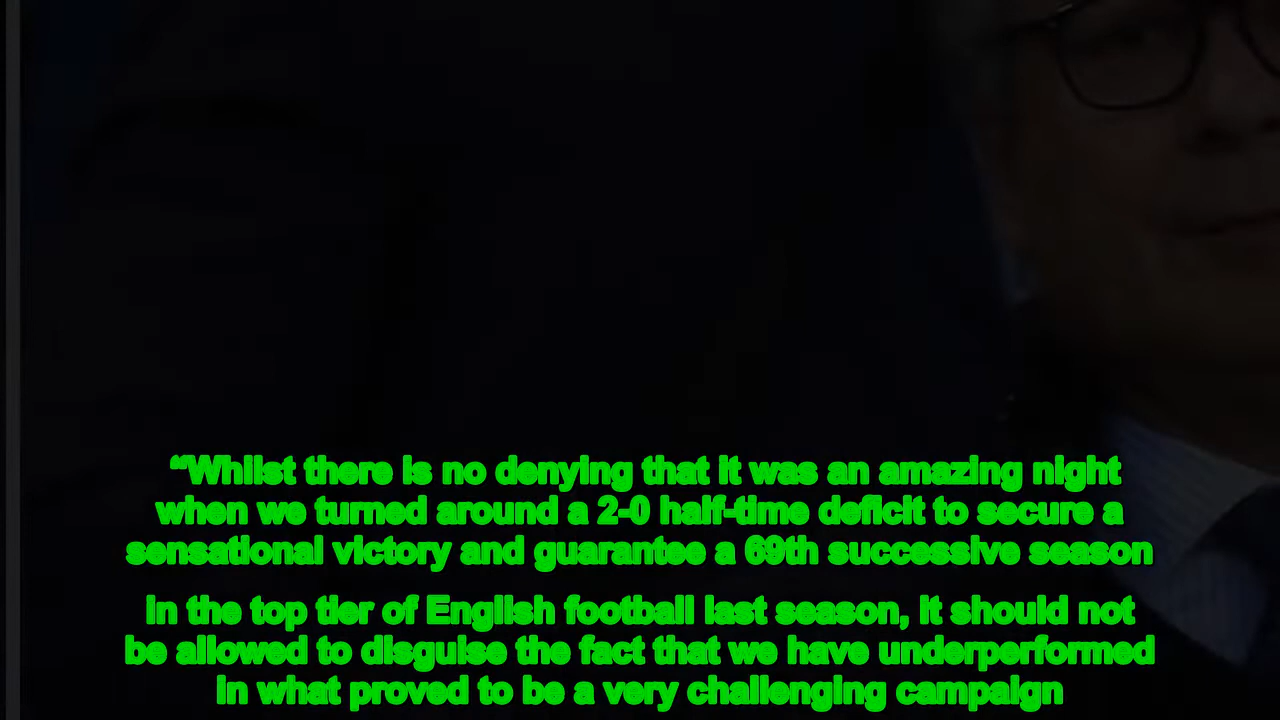 “Whilst there is no denying that it was an amazing night
when we turned around a 2-0 half-time deficit to secure a
sensational victory and guarantee a 69th successive season
in the top tier of English football last season, it should not
be allowed to disguise the fact that we have underperformed
in what proved to be a very challenging campaign